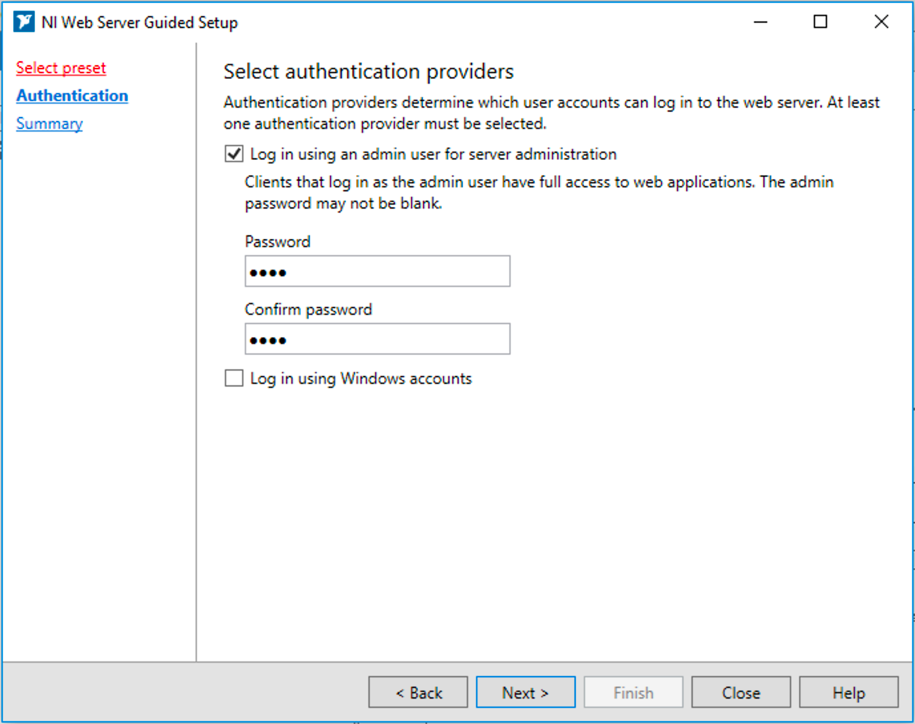 NI Web Server Guided Setup
Select preset
Authentication
Summary
Select authentication providers
Authentication providers determine which user accounts can log in to the web server. At least
one authentication provider must be selected.
Log in using an admin user for server administration
Clients that log in as the admin user have full access to web applications. The admin
password may not be blank.
Password
●●●●
Confirm password
●●●●
Log in using Windows accounts
< Back
Next >
Finish
Close
Help